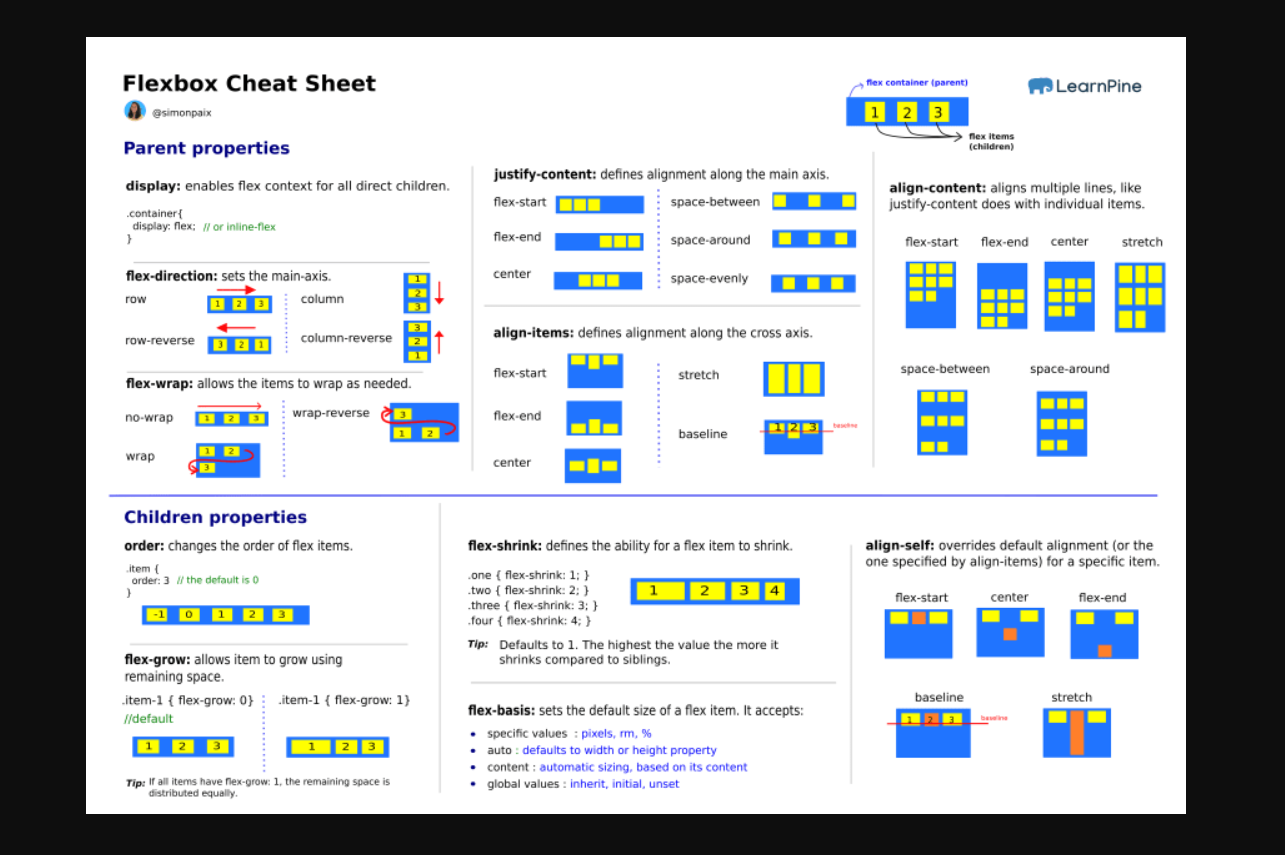 Flexbox Cheat Sheet
@simonpaix
flex container (parent)
1 2 3
flex items
(children)
LearnPine
Parent properties
display: enables flex context for all direct children.
.container{
display: flex; // or inline-flex
}
flex-direction: sets the main-axis.
row
1 2 3
column
1
2
3
row-reverse
3 2 1
column-reverse
3
2
1
flex-wrap: allows the items to wrap as needed.
no-wrap
1 2 3
wrap-reverse
3
1 2
wrap
1 2
3
justify-content: defines alignment along the main axis.
flex-start
space-between
flex-end
space-around
center
space-evenly
align-items: defines alignment along the cross axis.
flex-start
stretch
flex-end
baseline
1 2 3
baseline
center
align-content: aligns multiple lines, like
justify-content does with individual items.
flex-start
flex-end
center
stretch
space-between
space-around
Children properties
order: changes the order of flex items.
.item {
order: 3 // the default is 0
}
-1 0 1 2 3
flex-grow: allows item to grow using
remaining space.
.item-1 { flex-grow: 0}
.item-1 { flex-grow: 1}
//default
1 2 3
1 2 3
Tip: If all items have flex-grow: 1, the remaining space is
distributed equally.
flex-shrink: defines the ability for a flex item to shrink.
.one { flex-shrink: 1; }
.two { flex-shrink: 2; }
.three { flex-shrink: 3; }
.four { flex-shrink: 4; }
1 2 3 4
Tip: Defaults to 1. The highest the value the more it
shrinks compared to siblings.
flex-basis: sets the default size of a flex item. It accepts:
• specific values : pixels, rm, %
• auto : defaults to width or height property
• content : automatic sizing, based on its content
• global values : inherit, initial, unset
align-self: overrides default alignment (or the
one specified by align-items) for a specific item.
flex-start
center
flex-end
baseline
1 2 3
baseline
stretch